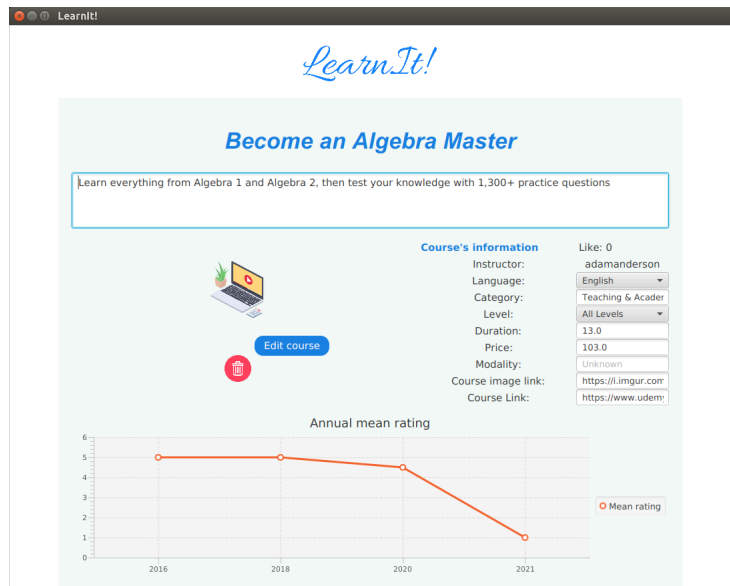 LearnIt!
LearnIt!
Become an Algebra Master
Learn everything from Algebra 1 and Algebra 2, then test your knowledge with 1,300+ practice questions
Course's information Like: 0
Instructor: adamanderson
Language: English
Category: Teaching & Acader
Level: All Levels
Duration: 13.0
Price: 103.0
Modality: Unknown
Course image link: https://i.imgur.com
Course Link: https://www.udemy
Edit course
Annual mean rating
6
5
4
3
2
1
0
2016 2018 2020 2021
Mean rating